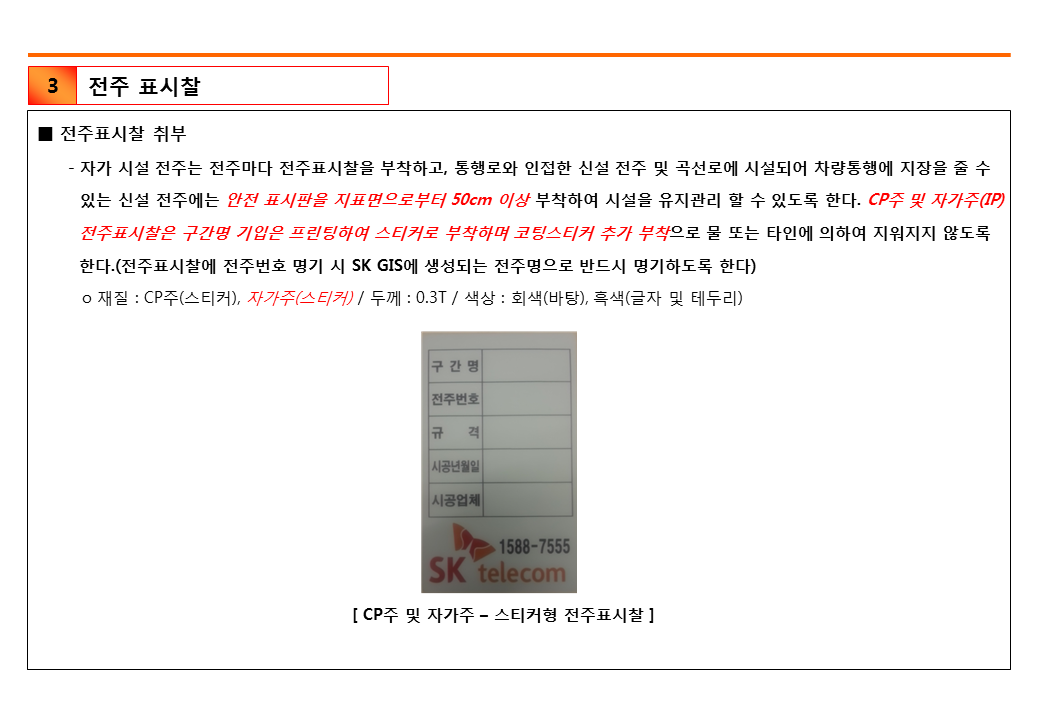 3 전주 표시찰
■ 전주표시찰 취부
- 자가 시설 전주는 전주마다 전주표시찰을 부착하고, 통행로와 인접한 신설 전주 및 곡선로에 시설되어 차량통행에 지장을 줄 수
있는 신설 전주에는 안전 표시판을 지표면으로부터 50cm 이상 부착하여 시설을 유지관리 할 수 있도록 한다. CP주 및 자가주(IP)
전주표시찰은 구간명 기입은 프린팅하여 스티커로 부착하며 코팅스티커 추가 부착으로 물 또는 타인에 의하여 지워지지 않도록
한다.(전주표시찰에 전주번호 명기 시 SK GIS에 생성되는 전주명으로 반드시 명기하도록 한다)
o 재질 : CP주(스티커), 자가주(스티커) / 두께 : 0.3T / 색상 : 회색(바탕), 흑색(글자 및 테두리)
구 간 명
전주번호
규 격
시공년월일
시공업체
1588-7555
SK telecom
[ CP주 및 자가주 – 스티커형 전주표시찰 ]